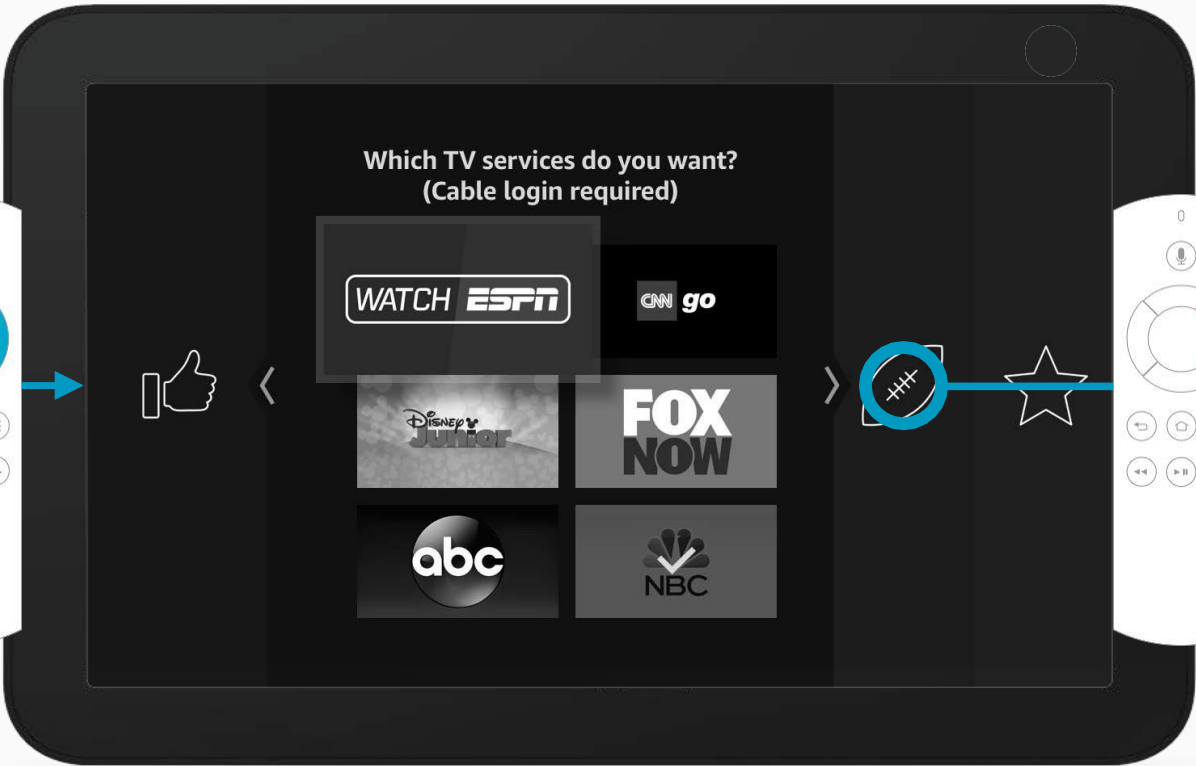 Which TV services do you want?
(Cable login required)
WATCH ESPN
CNN go
Disney Junior
FOX NOW
abc
NBC